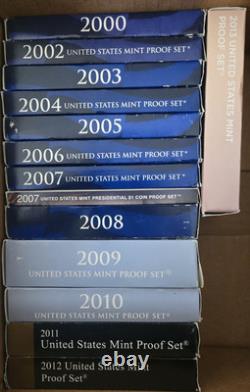 2000
2002 UNITED STATES MINT PROOF SET®
2003
2004 UNITED STATES MINT PROOF SET®
2005
2006 UNITED STATES MINT PROOF SET®
2007 UNITED STATES MINT PROOF SET®
2007 UNITED STATES MINT PRESIDENTIAL $1 COIN PROOF SET™
2008
2009
UNITED STATES MINT PROOF SET®
2010
UNITED STATES MINT PROOF SET®
2011
United States Mint Proof Set®
2012 United States Mint
Proof Set®
2013 UNITED STATES MINT
PROOF SET®